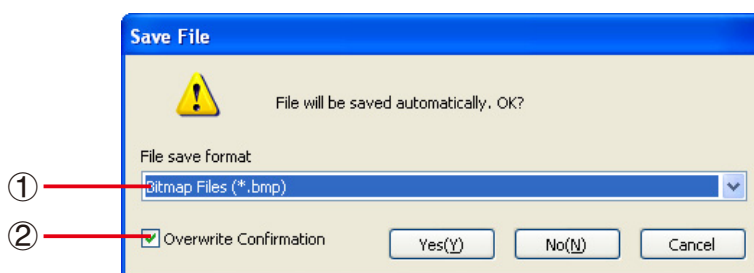 Save File
File will be saved automatically. OK?
File save format
① Bitmap Files (*.bmp)
② Overwrite Confirmation Yes(Y) No(N) Cancel